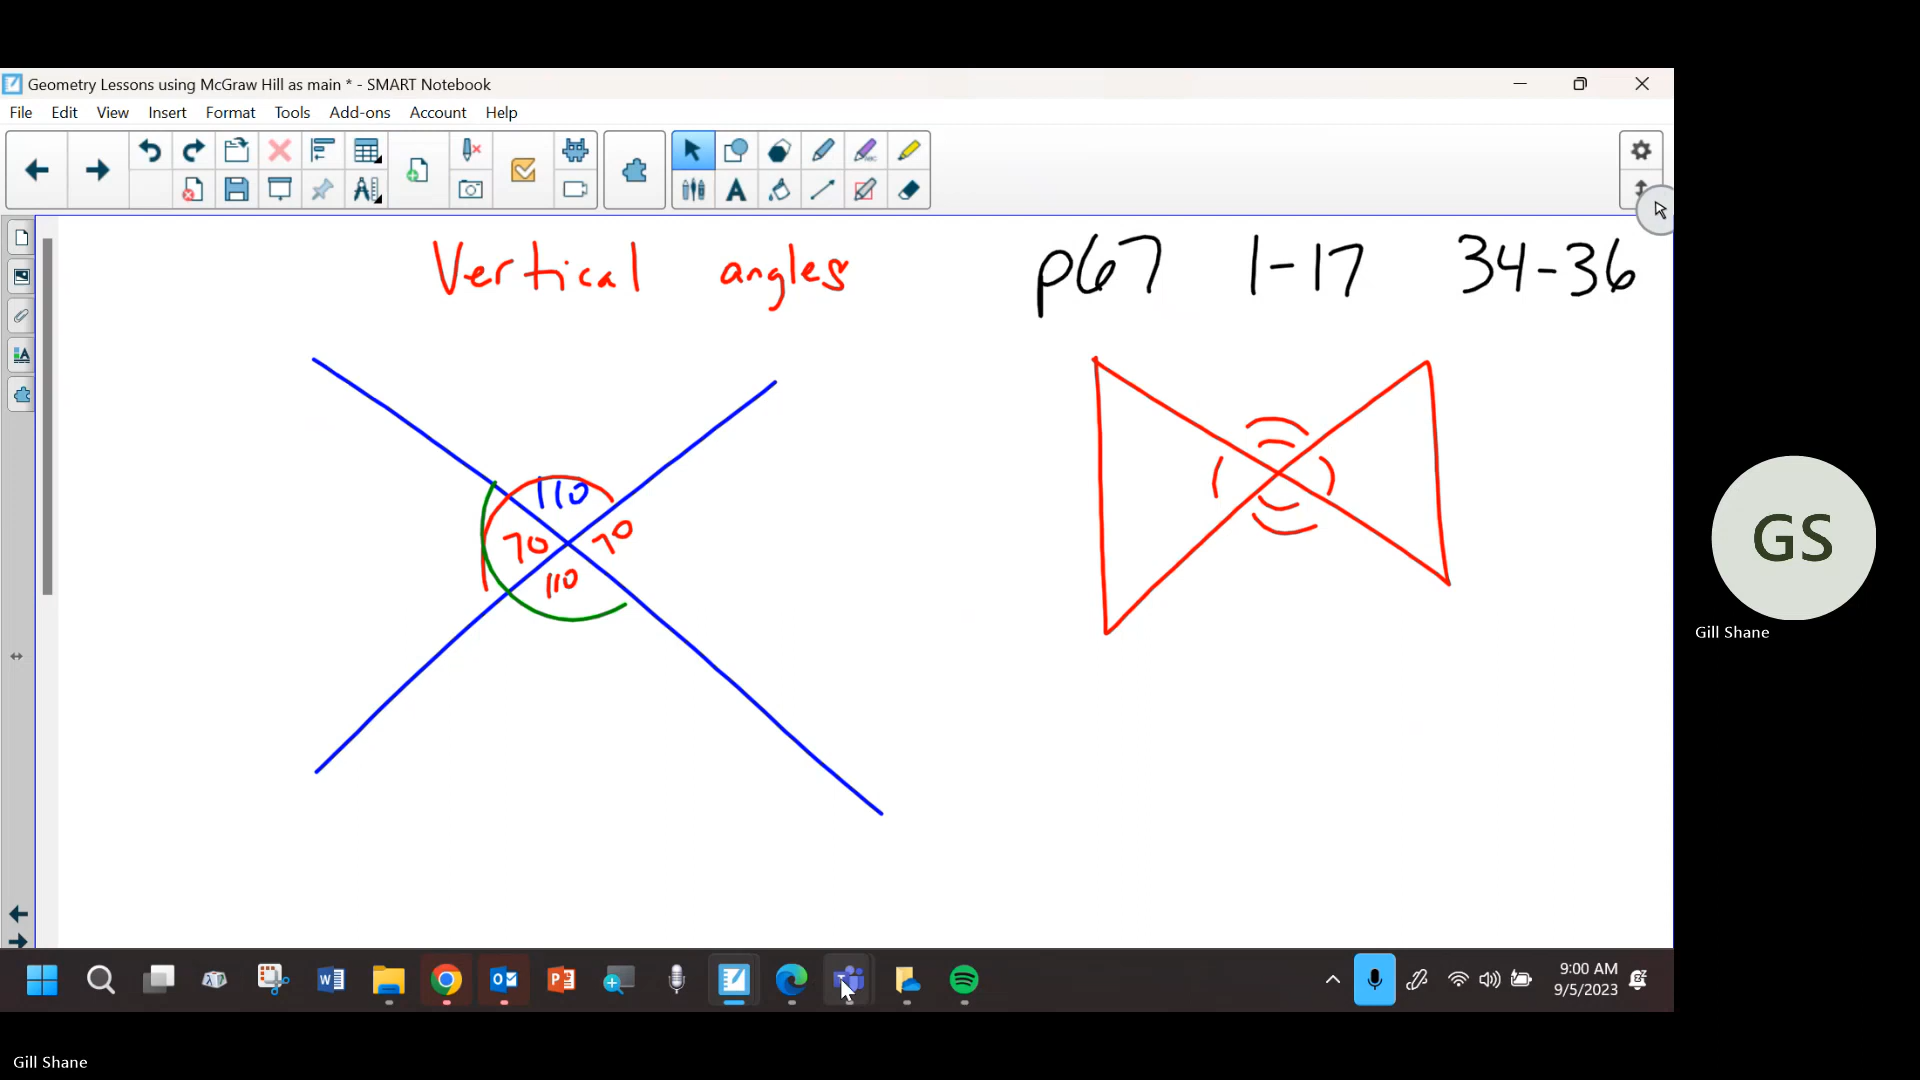 Geometry Lessons using McGraw Hill as main * - SMART Notebook
File Edit View Insert Format Tools Add-ons Account Help
Vertical angles p67 1-17 34-36
110
70 70
110
GS
Gill Shane
9:00 AM
9/5/2023
Gill Shane